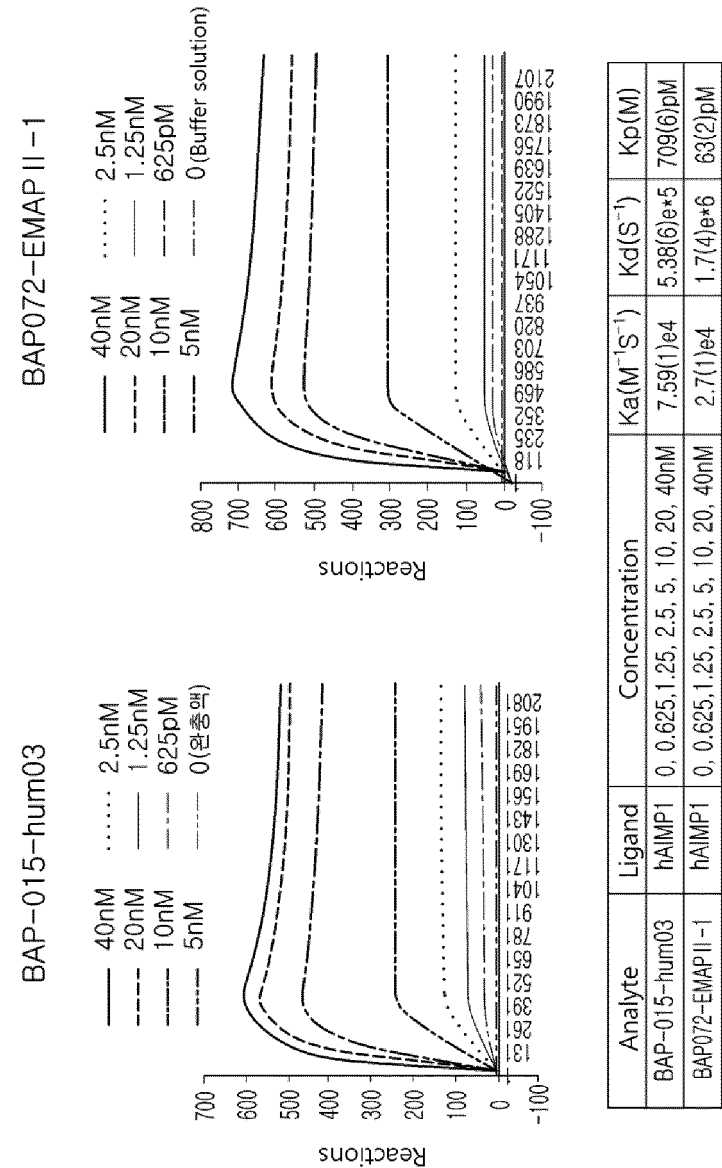 BAP-015-hum03
40nM
20nM
10nM
5nM
2.5nM
1.25nM
625pM
0(완충액)
Reactions
700
600
500
400
300
200
100
0
-100
131
261
391
521
651
781
911
1041
1171
1301
1431
1561
1691
1821
1951
2081
BAP072-EMAP II-1
40nM
20nM
10nM
5nM
2.5nM
1.25nM
625pM
0(Buffer solution)
Reactions
800
700
600
500
400
300
200
100
0
-100
118
235
352
469
586
703
820
937
1054
1171
1288
1405
1522
1639
1756
1873
1990
2107
Analyte Ligand Concentration Ka(M⁻¹S⁻¹) Kd(S⁻¹) Kp(M)
BAP-015-hum03 hAIMP1 0, 0.625,1.25, 2.5, 5, 10, 20, 40nM 7.59(1)e4 5.38(6)e*5 709(6)pM
BAP072-EMAPII-1 hAIMP1 0, 0.625,1.25, 2.5, 5, 10, 20, 40nM 2.7(1)e4 1.7(4)e*6 63(2)pM